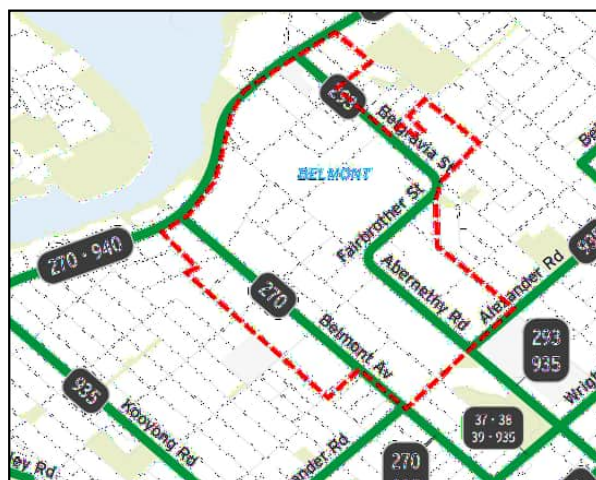 293
Belgravia St
BELMONT
Fairbrother St
935
270 · 940
Abernethy Rd
Alexander Rd
270
293
935
Belmont Av
935
Kooyong Rd
37 · 38
39 · 935
270